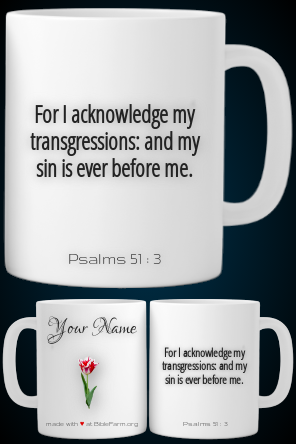 For I acknowledge my
transgressions: and my
sin is ever before me.
Psalms 51 : 3
Your Name
made with ♥ at BibleFarm.org
For I acknowledge my
transgressions: and my
sin is ever before me.
Psalms 51 : 3